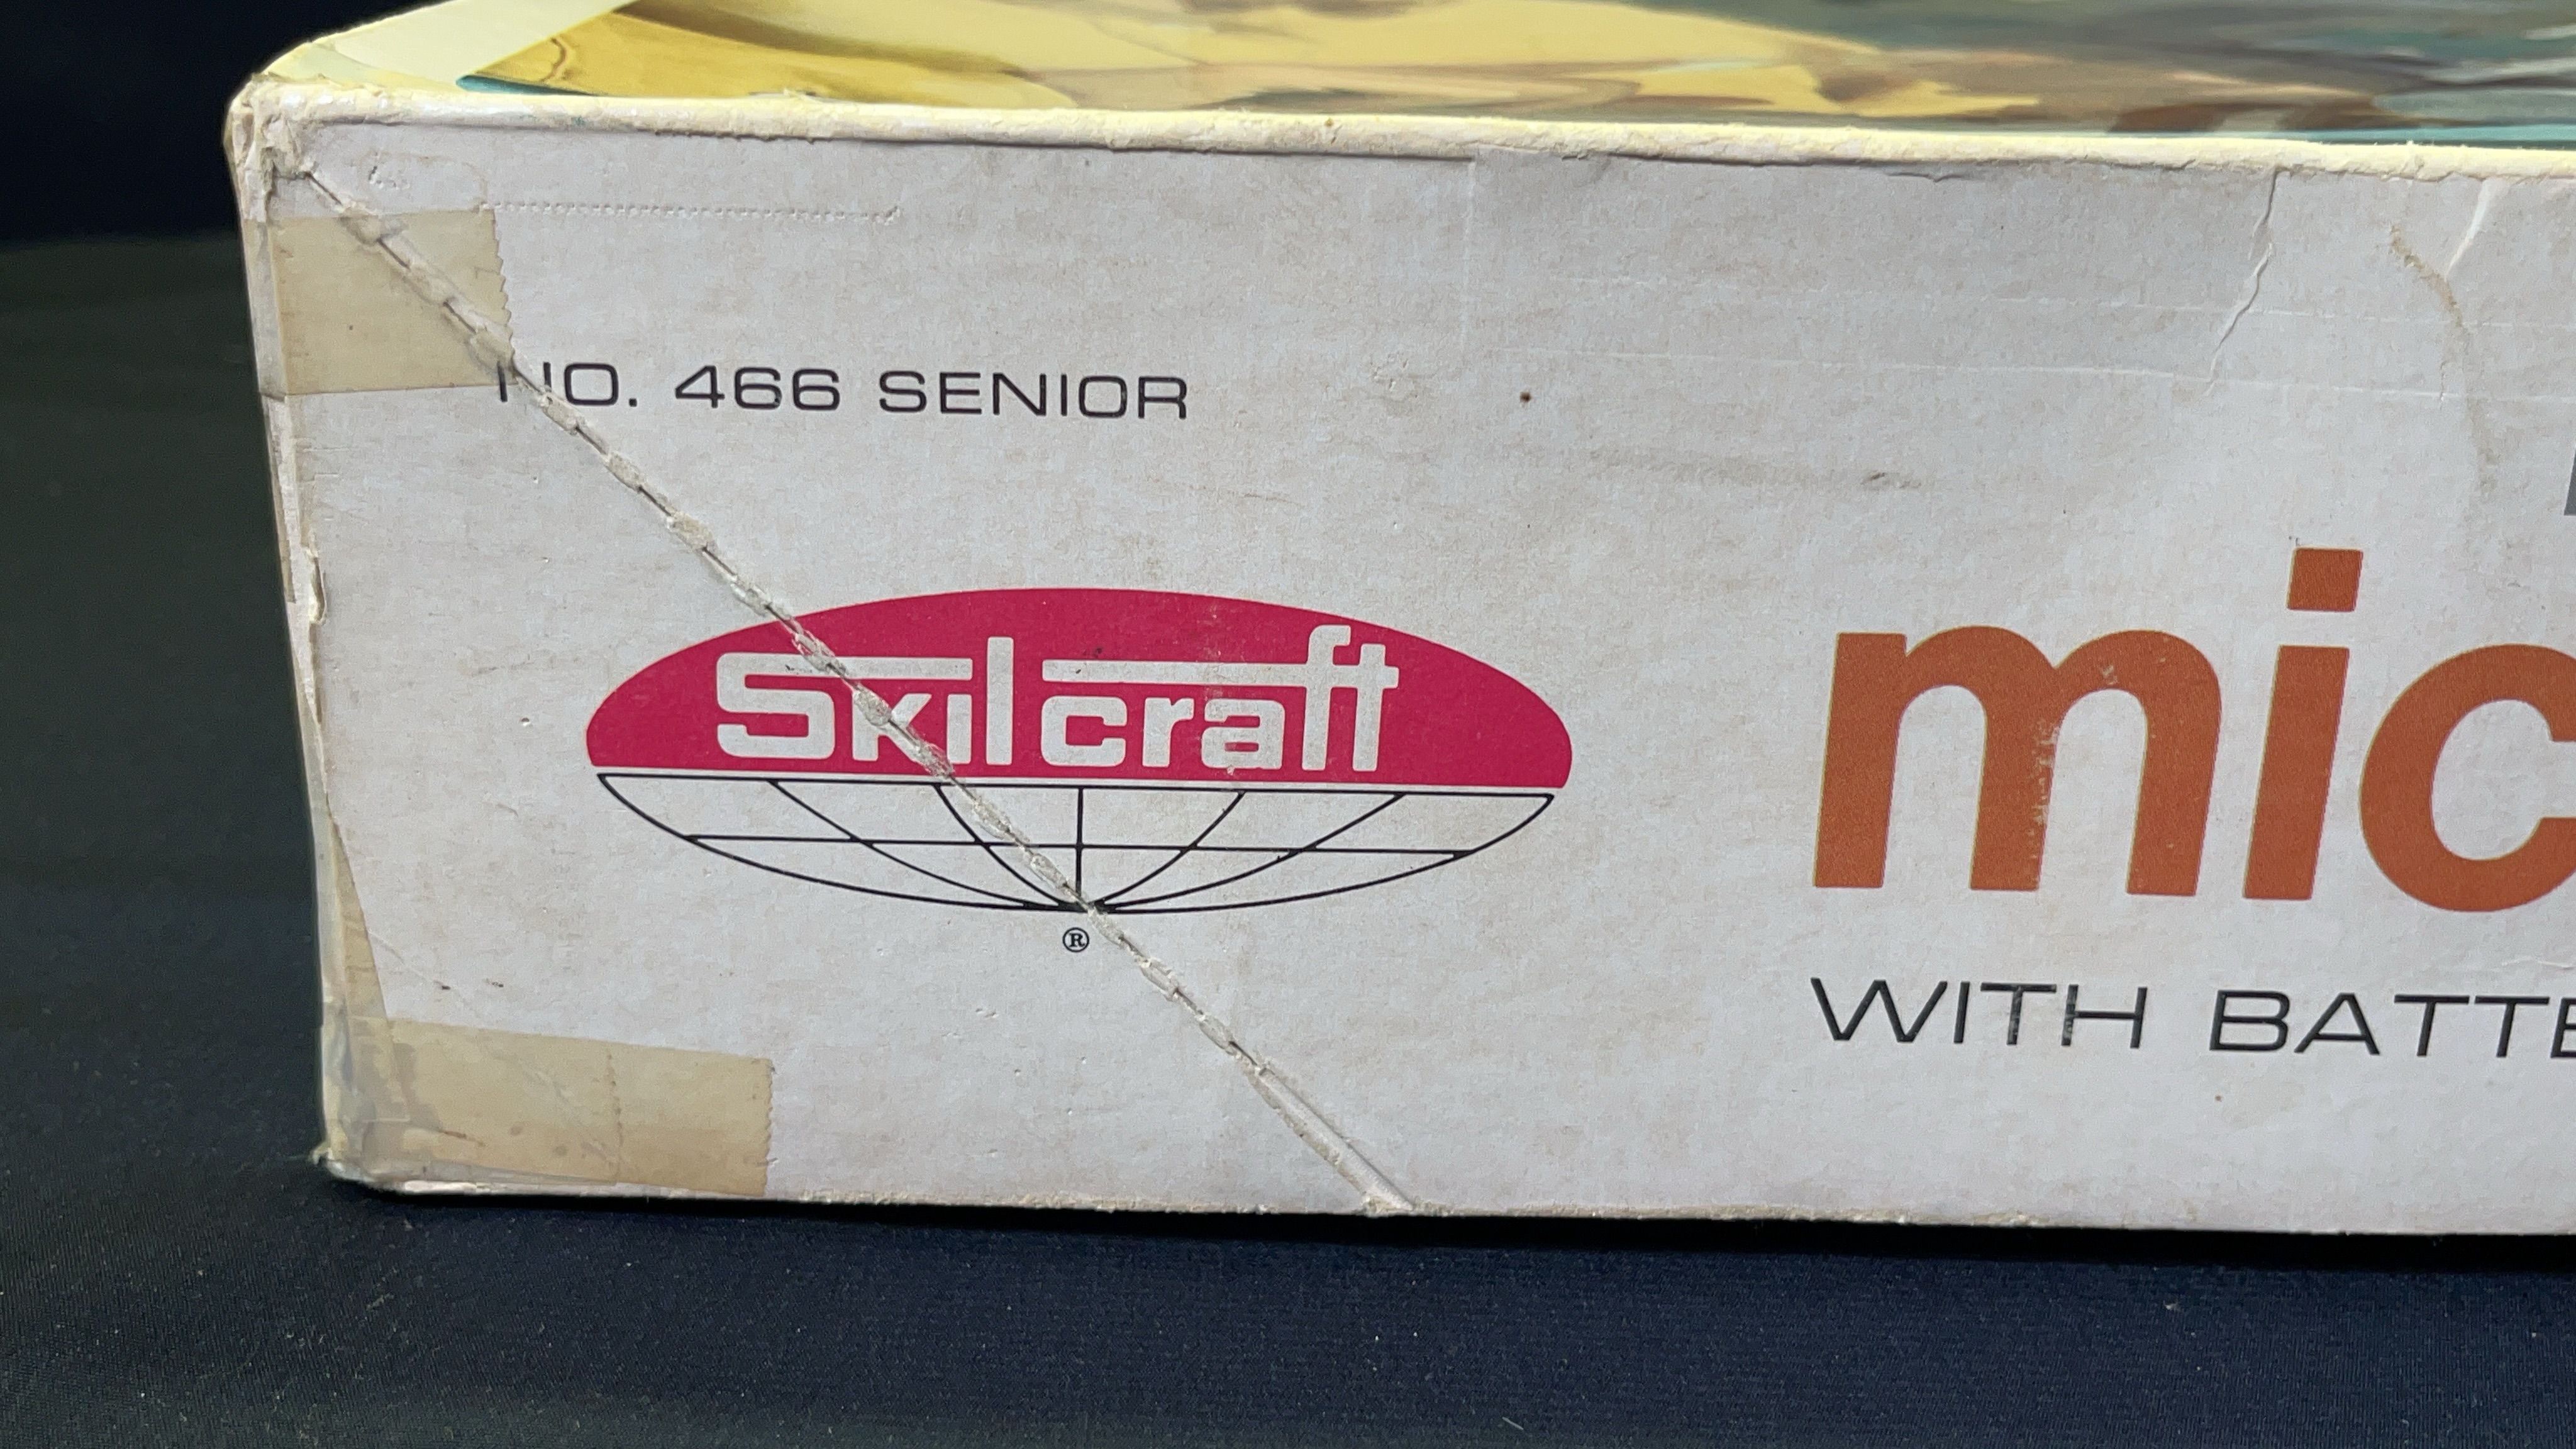 NO. 466 SENIOR
Skilcraft
®
mic
WITH BATTE